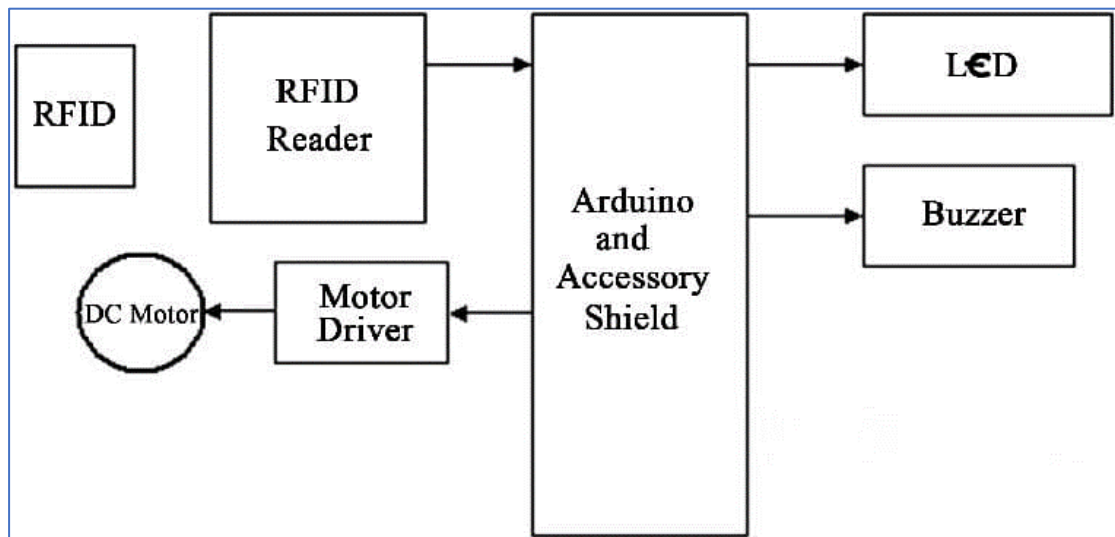 RFID
RFID
Reader
L€D
Arduino
and
Accessory
Shield
Buzzer
DC Motor
Motor
Driver